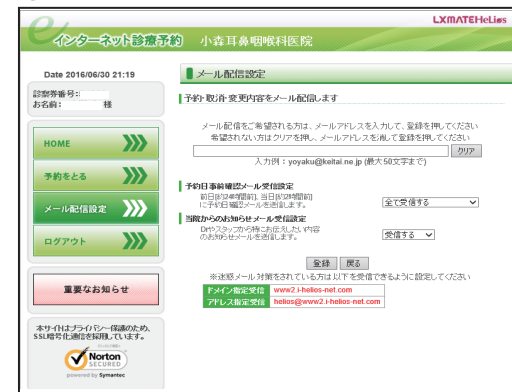 LXMATEHeLios
eインターネット診療予約 小森耳鼻咽喉科医院
Date 2016/06/30 21:19
診察券番号:
お名前: 様
HOME
予約をとる
メール配信設定
ログアウト
重要なお知らせ
本サイトはプライバシー保護のため、
SSL暗号化通信を採用しています。
Norton
SECURED
powered by Symantec
メール配信設定
予約・取消・変更内容をメール配信します
メール配信をご希望される方は、メールアドレスを入力して、登録を押してください
希望されない方はクリアを押し、メールアドレスを消して登録を押してください
クリア
入力例：yoyaku@keitai.ne.jp (最大50文字まで)
予約日事前確認メール受信設定
前日[約24時間前]、当日[約2時間前]
に予約日確認メールを送信します。
全て受信する
当院からのお知らせメール受信設定
Drやスタッフから特にお伝えしたい内容
のお知らせメールを送信します。
受信する
登録 戻る
※迷惑メール対策をされている方は以下を受信できるように設定してください
ドメイン指定受信 www2.i-helios-net.com
アドレス指定受信 helios@www2.i-helios-net.com